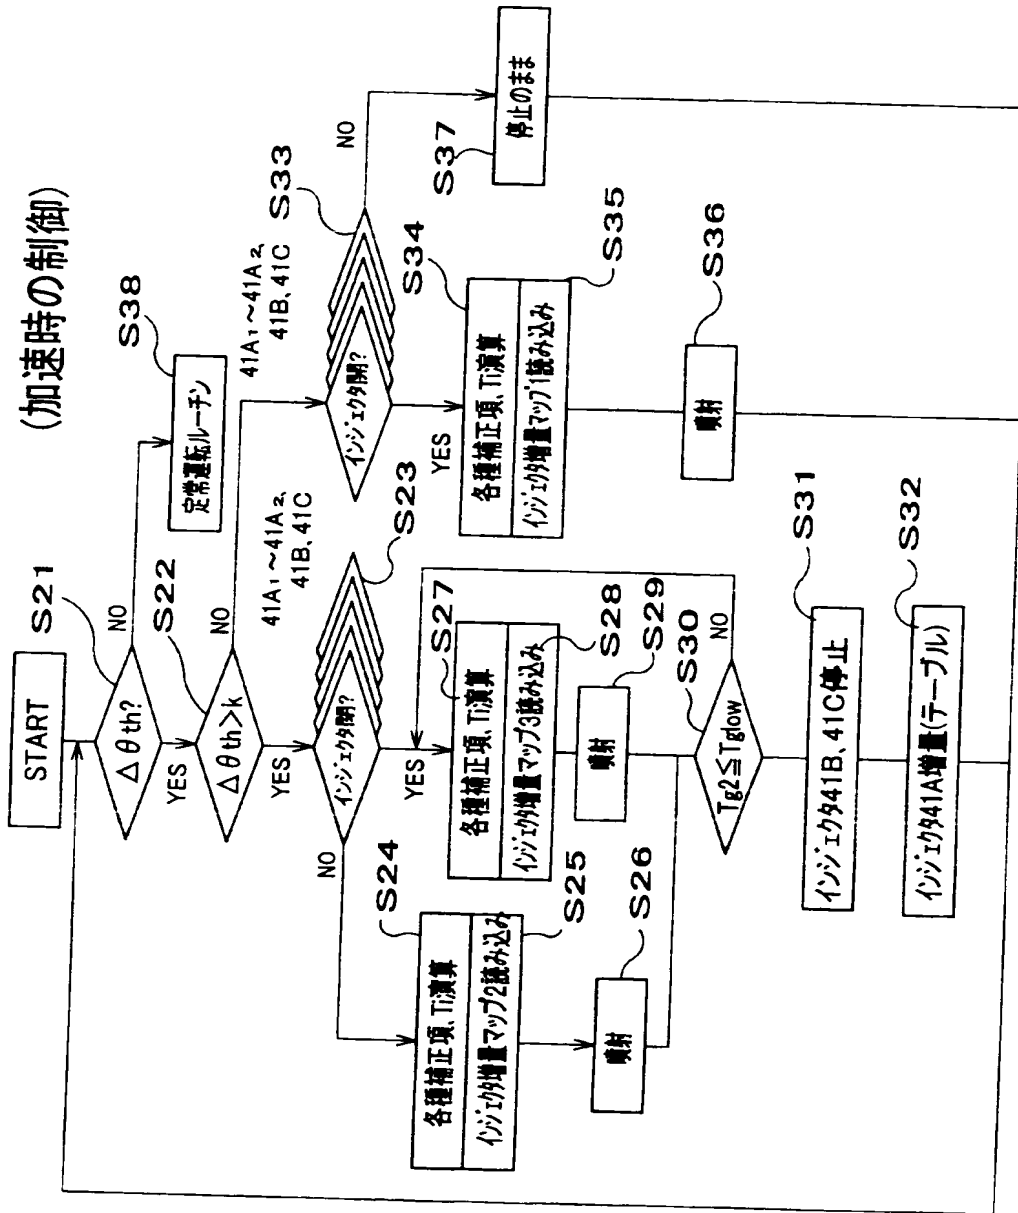 (加速時の制御)
START
S21
Δθth?
NO
YES
S38
定常運転ルーチン
S22
Δθth>k
NO
YES
41A₁~41A₂、
41B、41C
S23
インジェクタ閉?
NO
YES
41A₁~41A₂、
41B、41C
S33
インジェクタ開?
NO
YES
S24
各種補正項、Ti演算
インジェクタ増量マップ2読み込み
S25
噴射
S26
S27
各種補正項、Ti演算
インジェクタ増量マップ3読み込み
S28
噴射
S29
S30
Tg2≦Tglow
NO
インジェクタ41B、41C停止
S31
インジェクタ41A増量(テーブル)
S32
S34
各種補正項、Ti演算
インジェクタ増量マップ1読み込み
S35
噴射
S36
S37
停止のまま